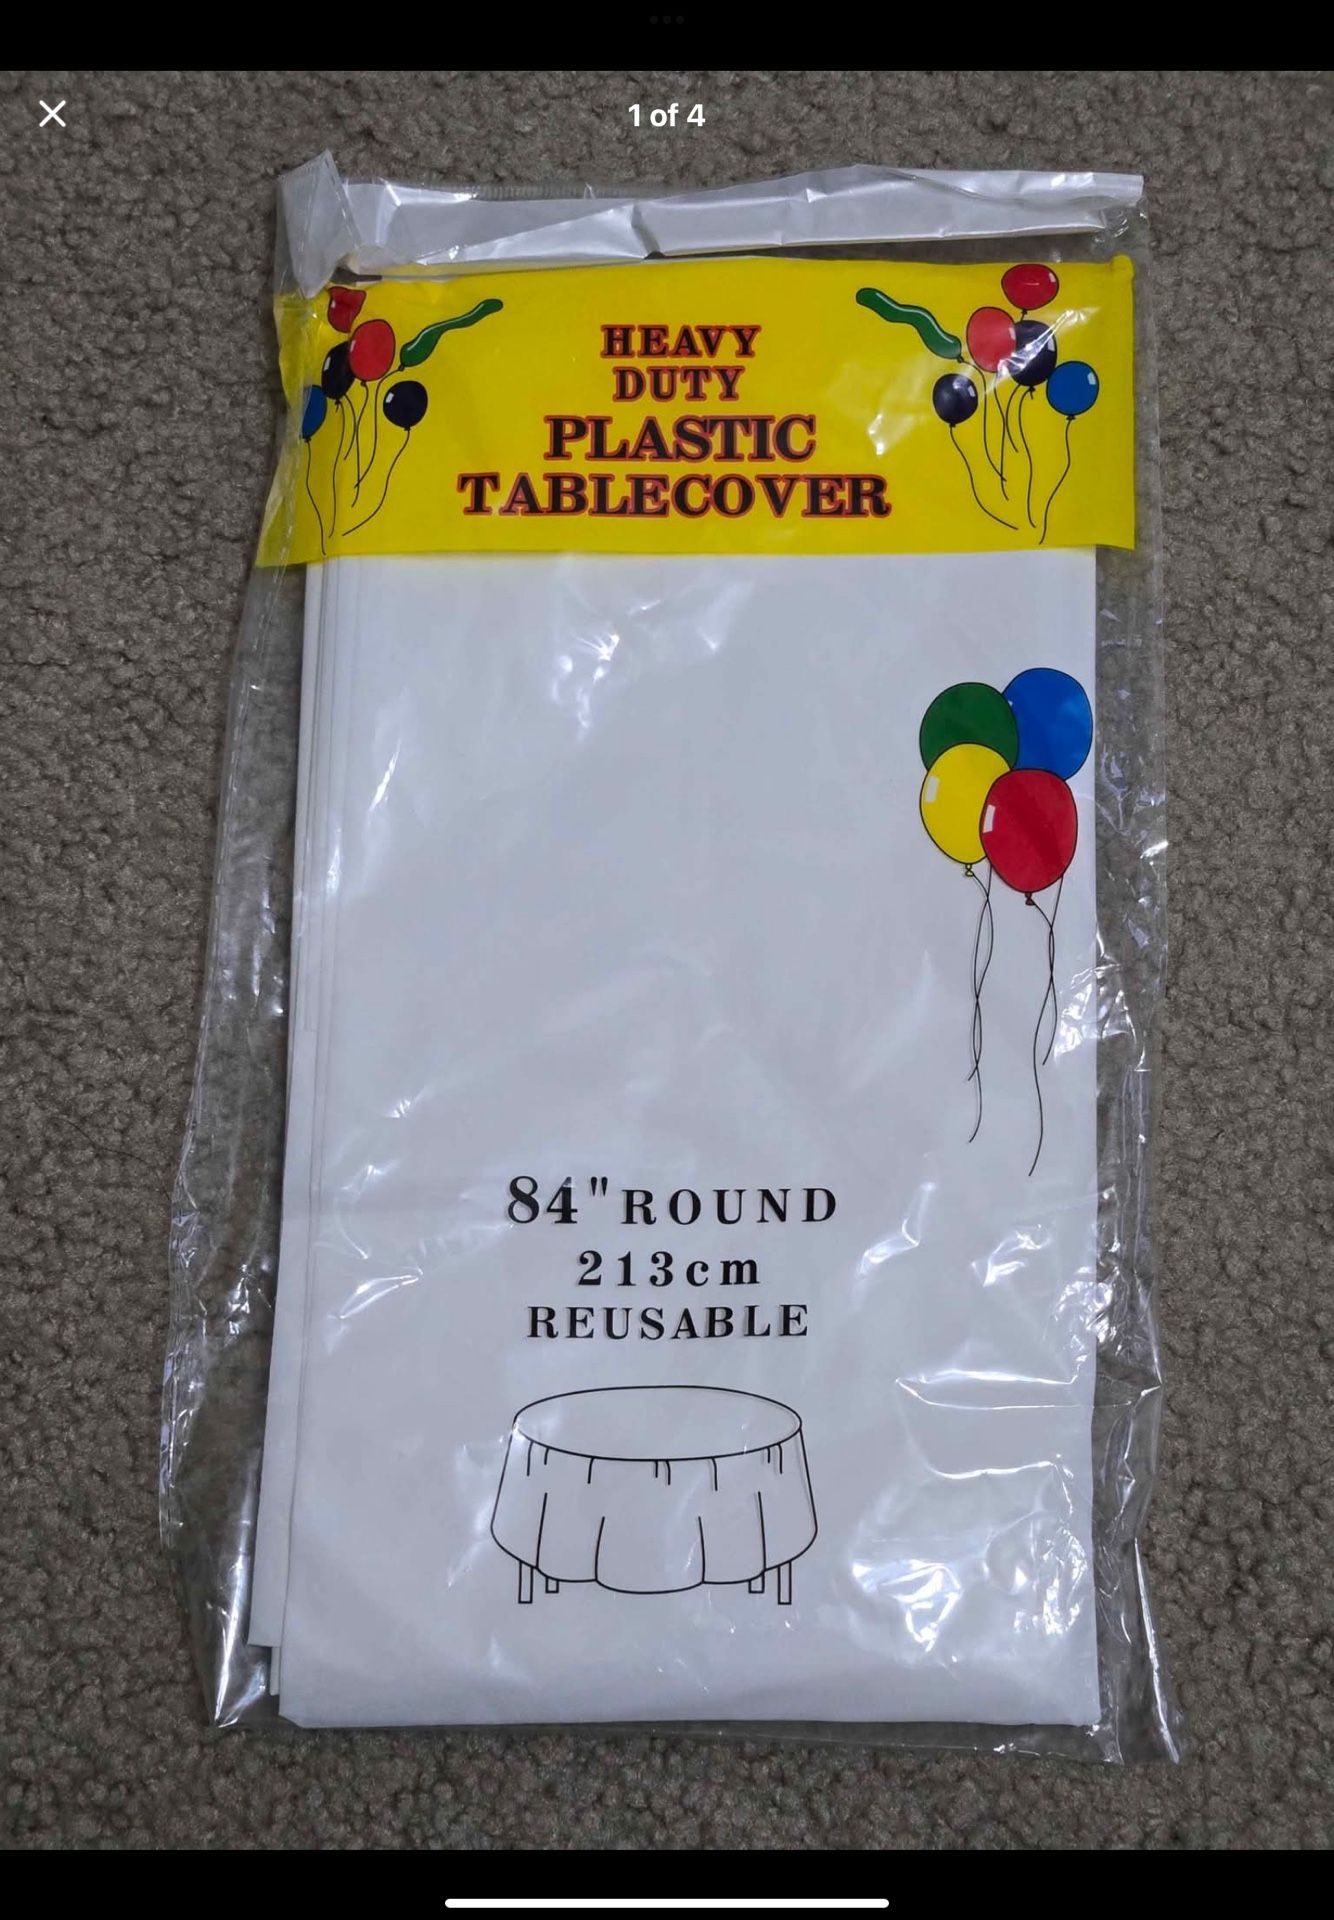 1 of 4
HEAVY
DUTY
PLASTIC
TABLECOVER
84" ROUND
213cm
REUSABLE